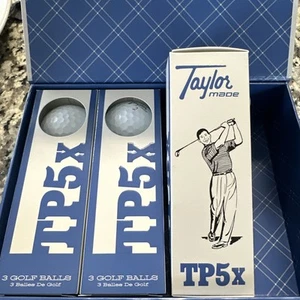 TP5x
3 GOLF BALLS
3 Balles De Golf
TP5x
3 GOLF BALLS
3 Balles De Golf
Taylor
made
TP5x